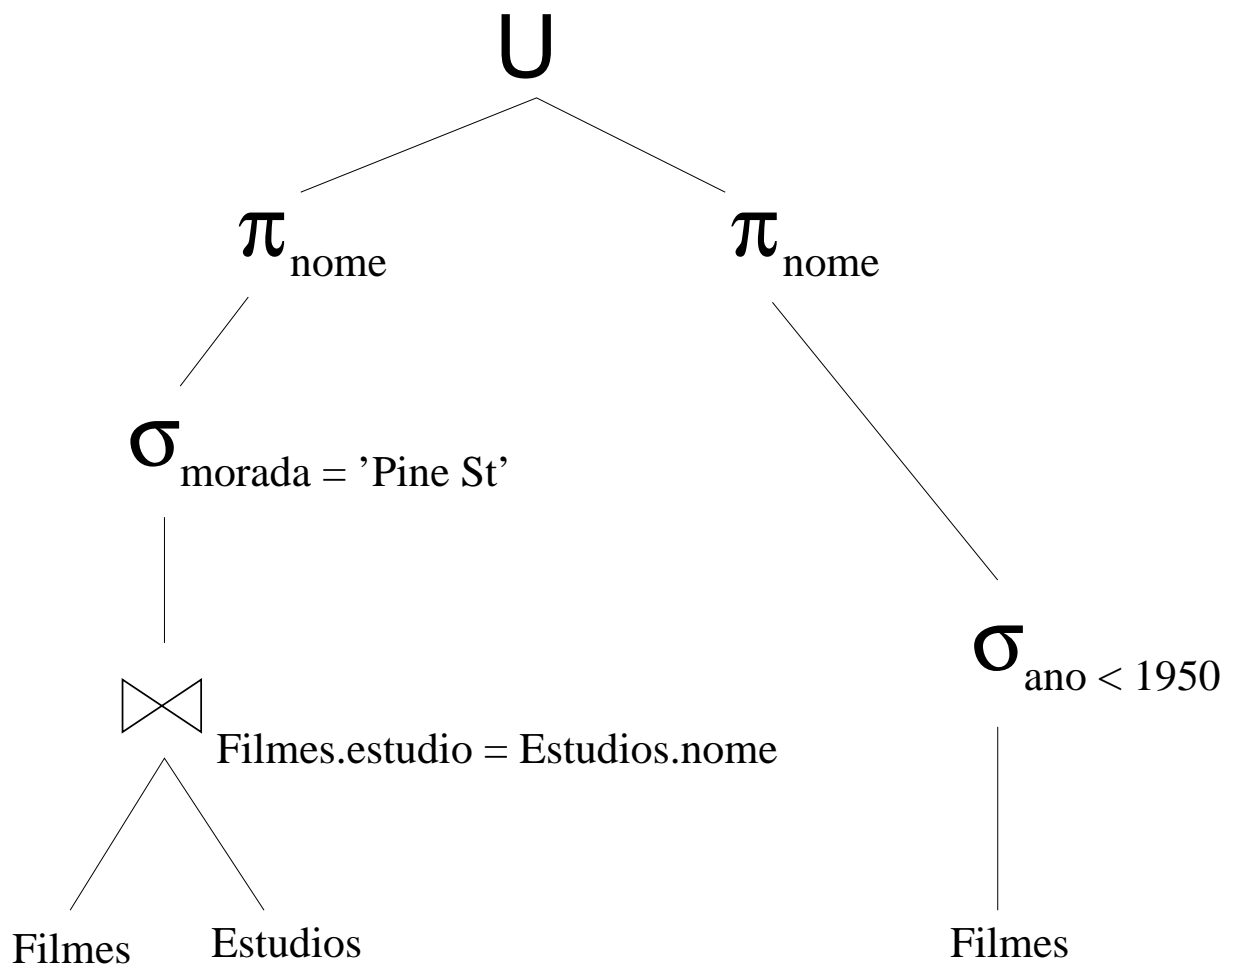 ∪
π nome π nome
σ morada = ’Pine St’
σ ano < 1950
⋈ Filmes.estudio = Estudios.nome
Filmes Estudios Filmes